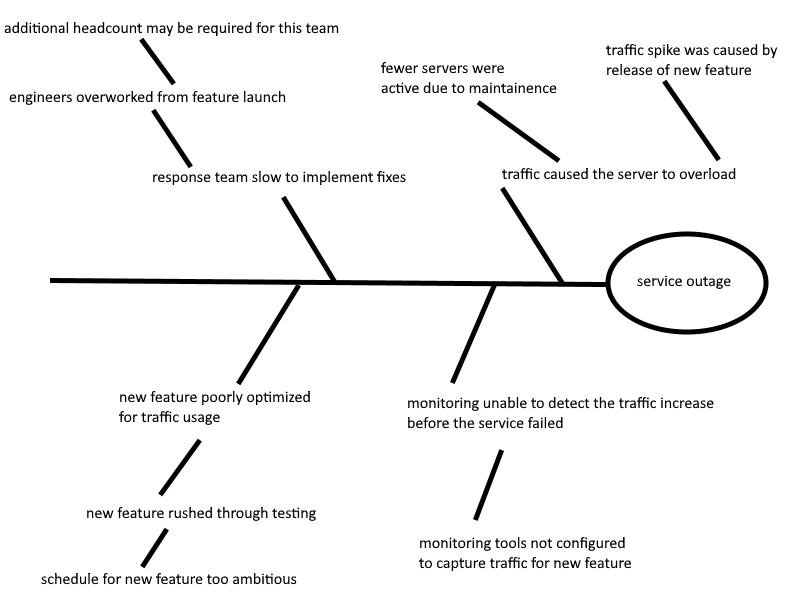 additional headcount may be required for this team
engineers overworked from feature launch
response team slow to implement fixes
fewer servers were
active due to maintainence
traffic spike was caused by
release of new feature
traffic caused the server to overload
service outage
new feature poorly optimized
for traffic usage
new feature rushed through testing
schedule for new feature too ambitious
monitoring unable to detect the traffic increase
before the service failed
monitoring tools not configured
to capture traffic for new feature